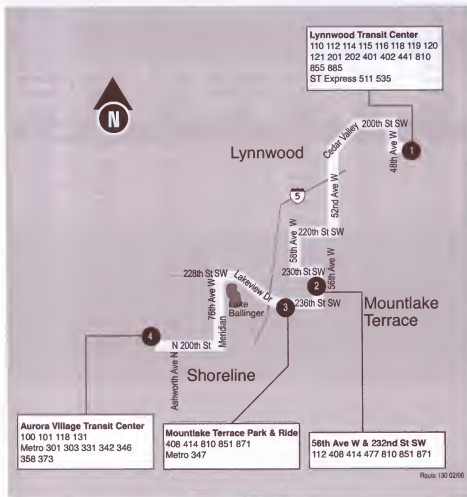 Lynnwood Transit Center
110 112 114 115 116 118 119 120
121 201 202 401 402 441 810
855 885
ST Express 511 535
N
200th St SW
Cedar Valley
48th Ave W
1
Lynnwood
52nd Ave W
5
220th St SW
58th Ave W
230th St SW
56th Ave W
2
228th St SW
Lakeview Dr
76th Ave W
Lake
Ballinger
3
236th St SW
Mountlake
Terrace
4
N 200th St
Meridian
Ashworth Ave N
Shoreline
Aurora Village Transit Center
100 101 118 131
Metro 301 303 331 342 346
358 373
Mountlake Terrace Park & Ride
408 414 810 851 871
Metro 347
56th Ave W & 232nd St SW
112 408 414 477 810 851 871
Route 130 02/06